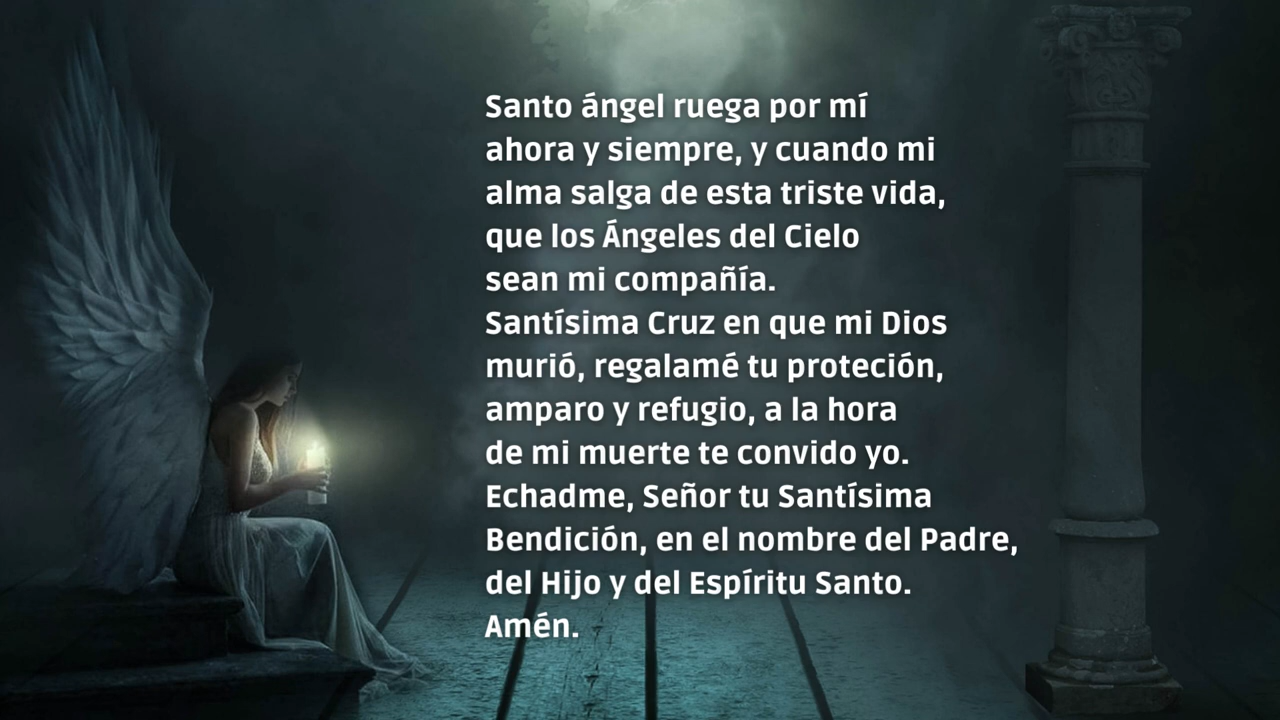 Santo ángel ruega por mí
ahora y siempre, y cuando mi
alma salga de esta triste vida,
que los Ángeles del Cielo
sean mi compañía.
Santísima Cruz en que mi Dios
murió, regalamé tu proteción,
amparo y refugio, a la hora
de mi muerte te convido yo.
Echadme, Señor tu Santísima
Bendición, en el nombre del Padre,
del Hijo y del Espíritu Santo.
Amén.